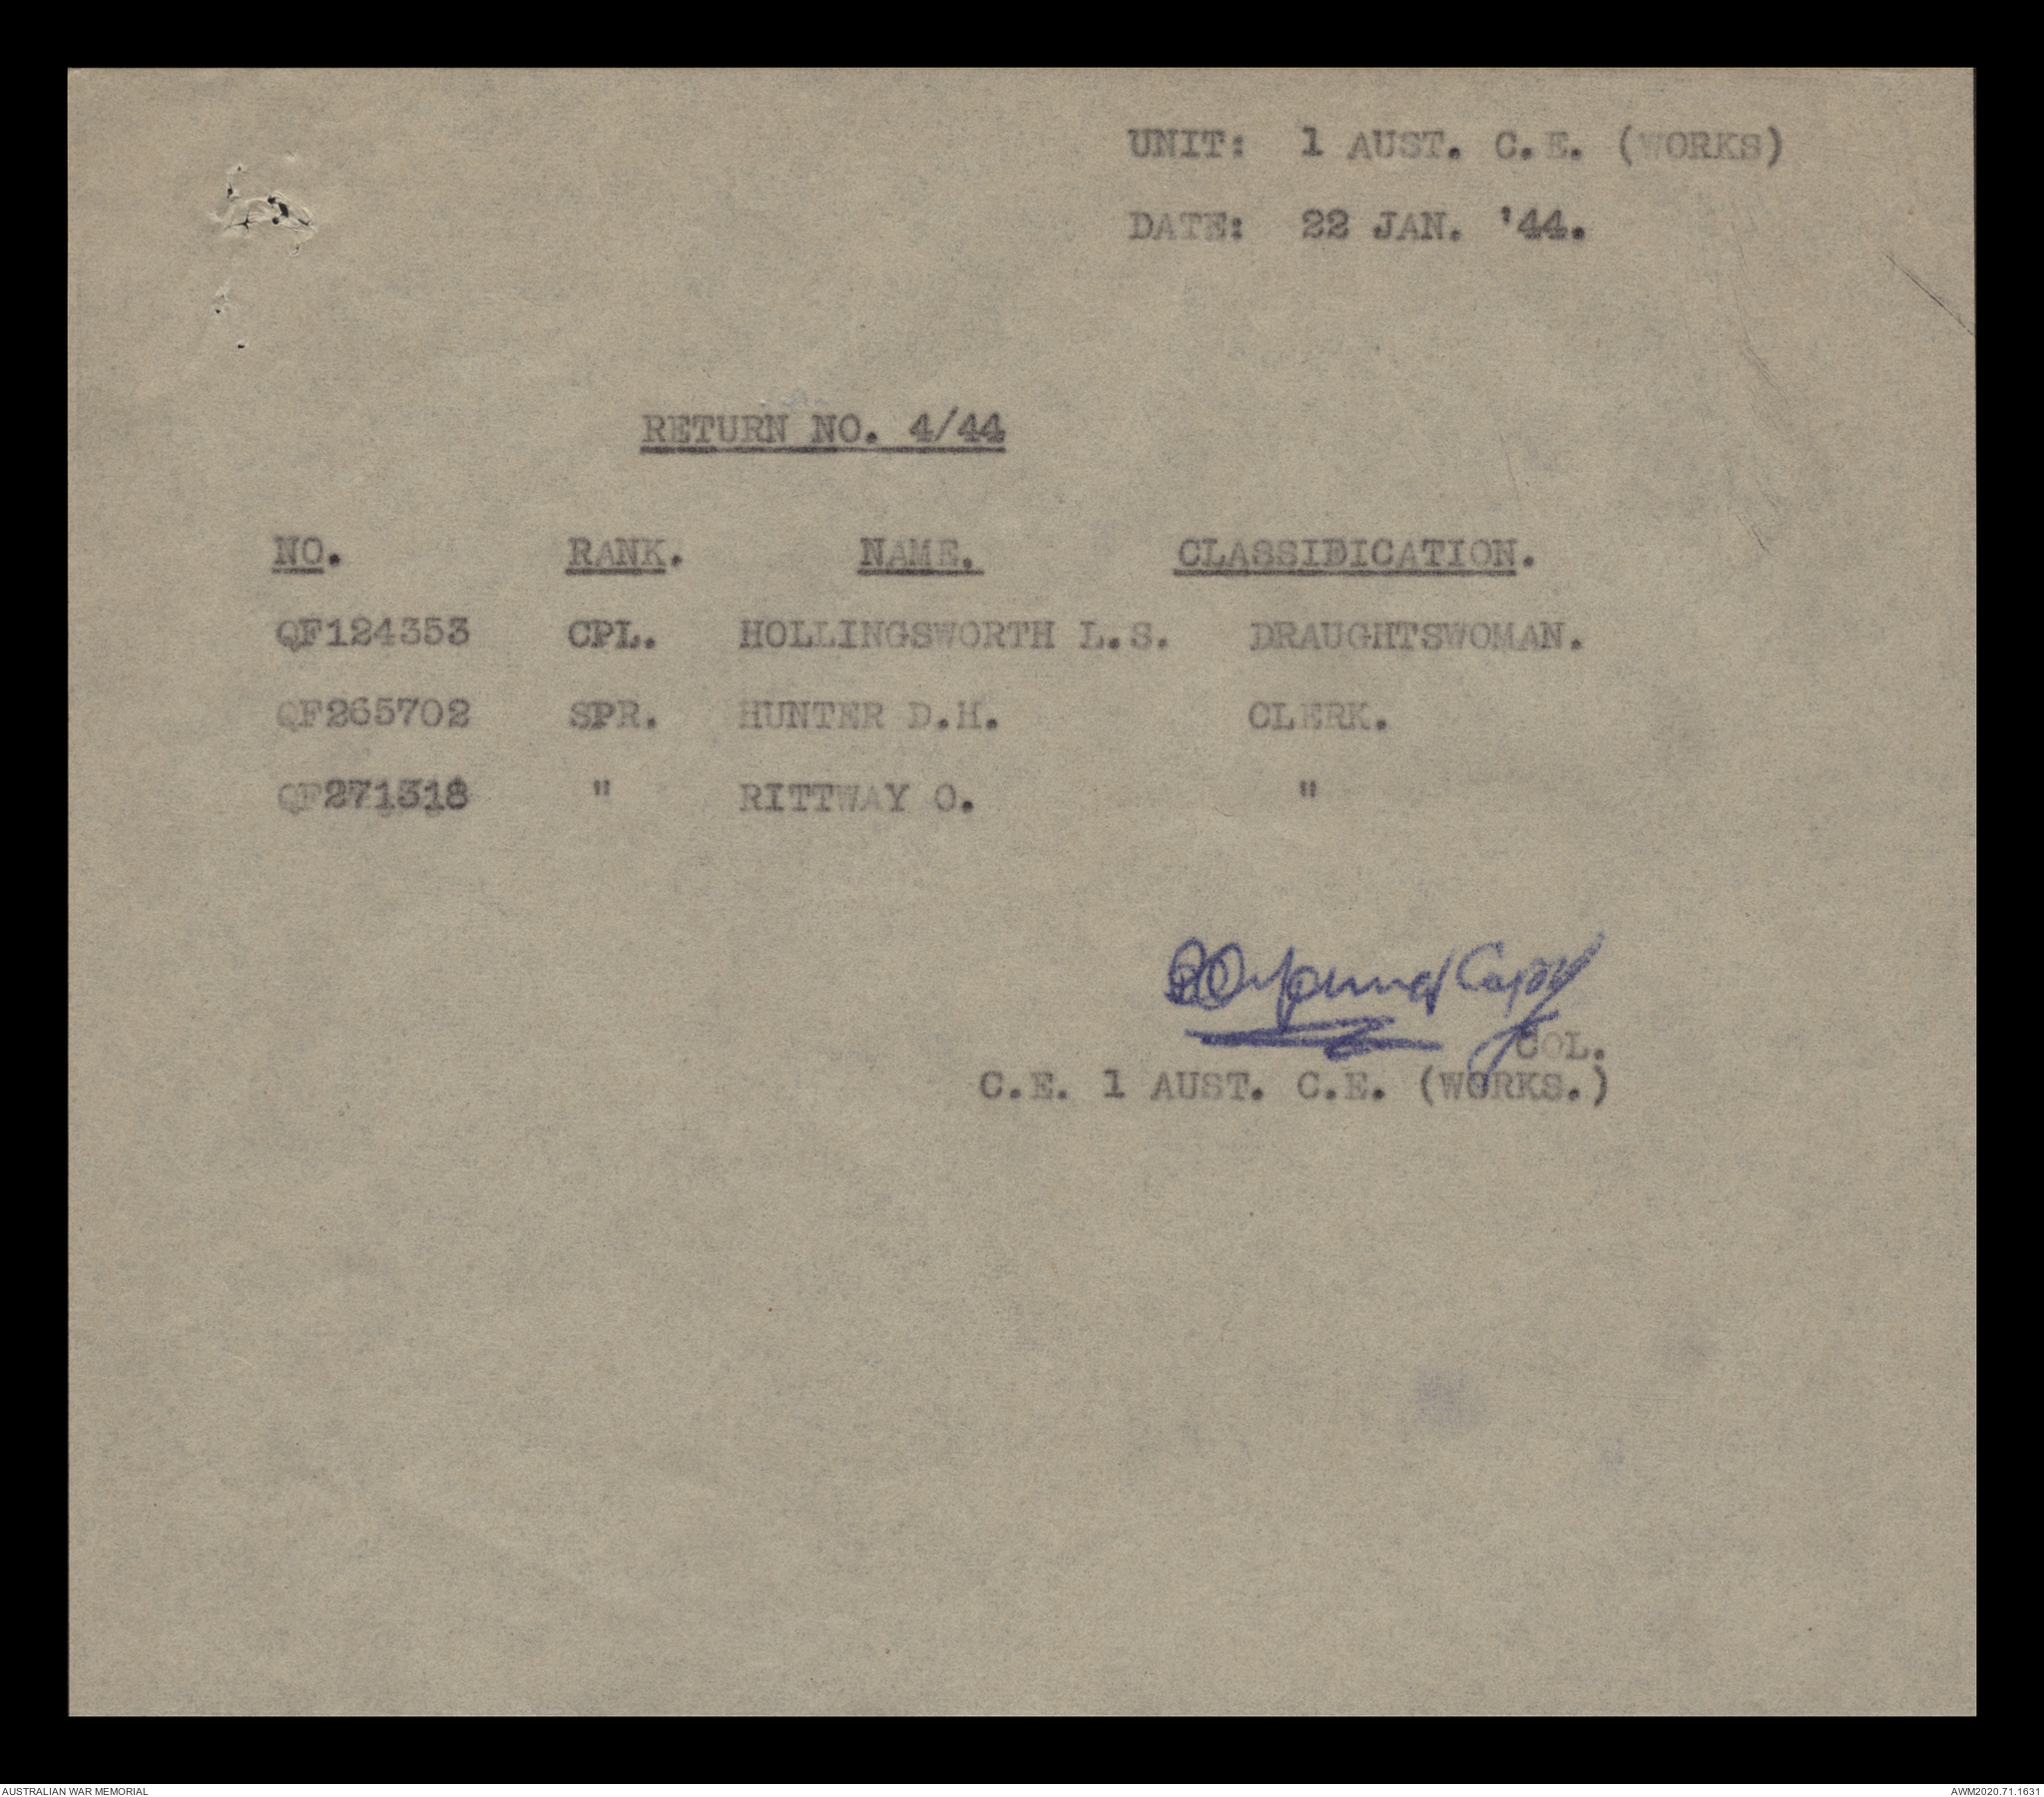 UNIT: 1 AUST. C.E. (WORKS)
DATE: 22 JAN. '44.
RETURN NO. 4/44
NO. RANK. NAME. CLASSIDICATION.
QF124353 CPL. HOLLINGSWORTH L.S. DRAUGHTSWOMAN.
QF265702 SPR. HUNTER D.H. CLERK.
QF271318 " RITTWAY O. "
COL.
C.E. 1 AUST. C.E. (WORKS.)
AUSTRALIAN WAR MEMORIAL
AWM2020.71.1631